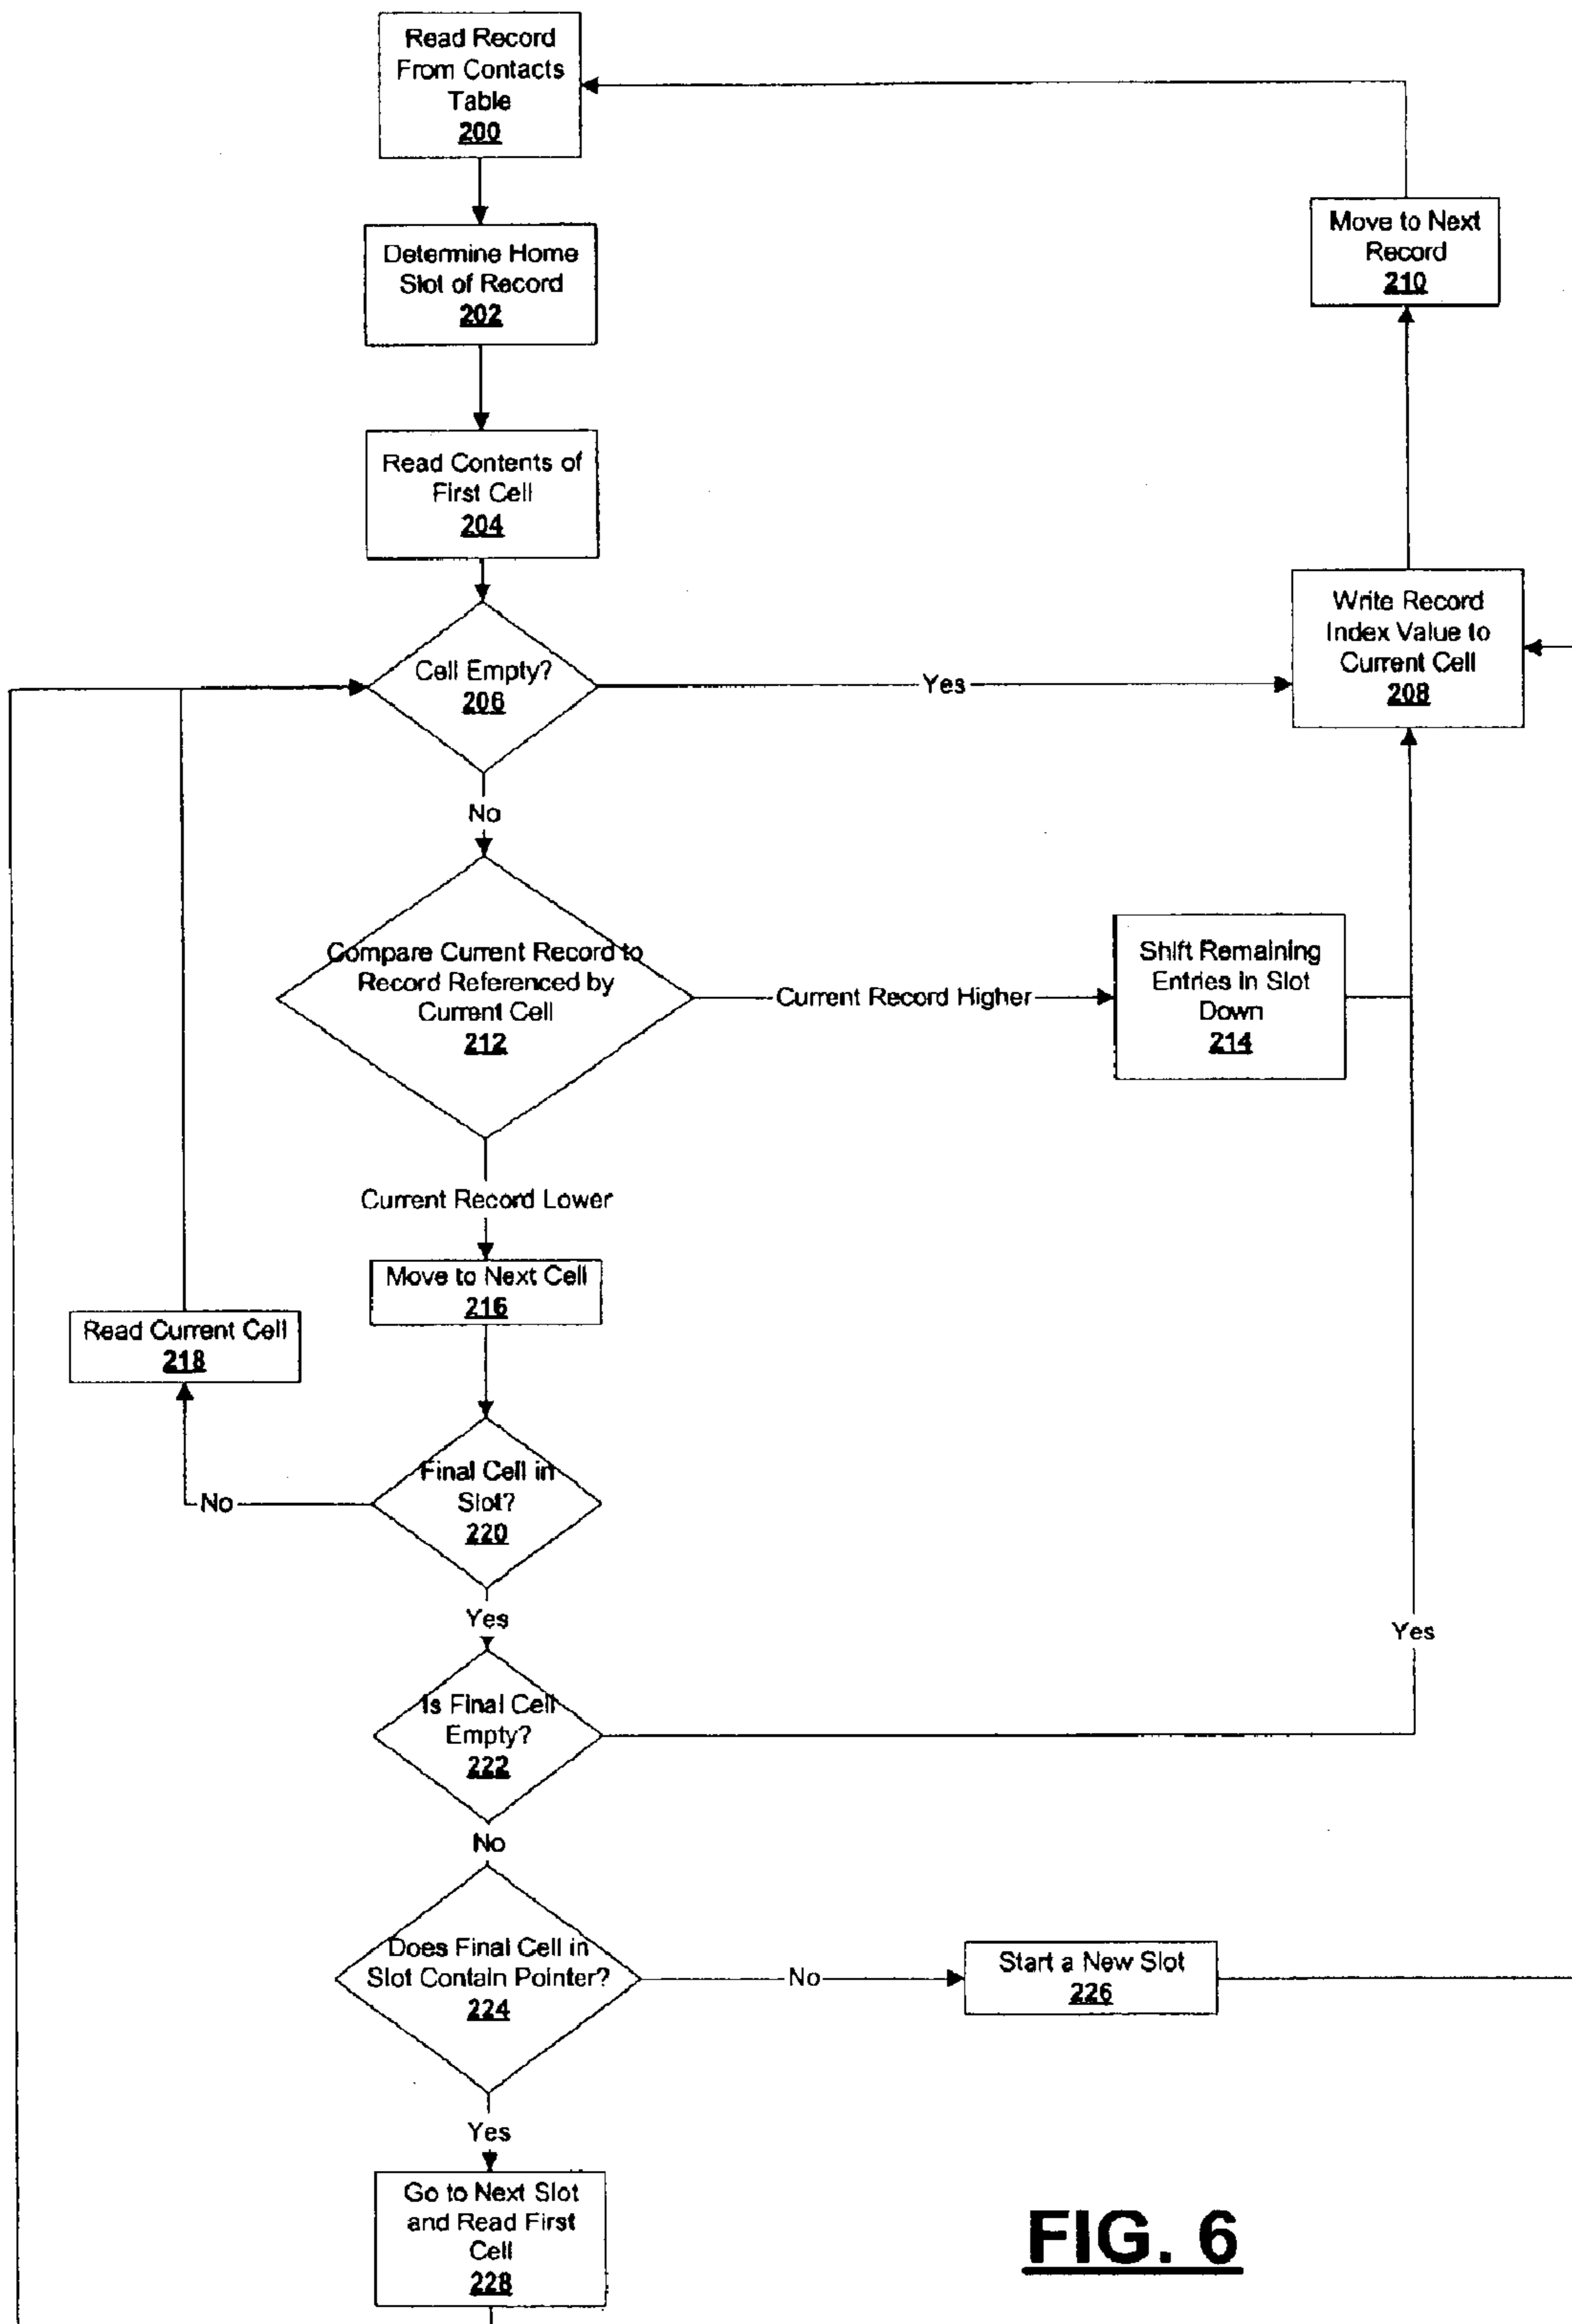 Read Record
From Contacts
Table
200
Determine Home
Slot of Record
202
Move to Next
Record
210
Read Contents of
First Cell
204
Cell Empty?
206
Yes
Write Record
Index Value to
Current Cell
208
No
Compare Current Record to
Record Referenced by
Current Cell
212
Current Record Higher
Shift Remaining
Entries in Slot
Down
214
Current Record Lower
Move to Next Cell
216
Read Current Cell
218
Final Cell in
Slot?
220
No
Yes
Is Final Cell
Empty?
222
Yes
No
Does Final Cell in
Slot Contain Pointer?
224
No
Start a New Slot
226
Yes
Go to Next Slot
and Read First
Cell
228
FIG. 6